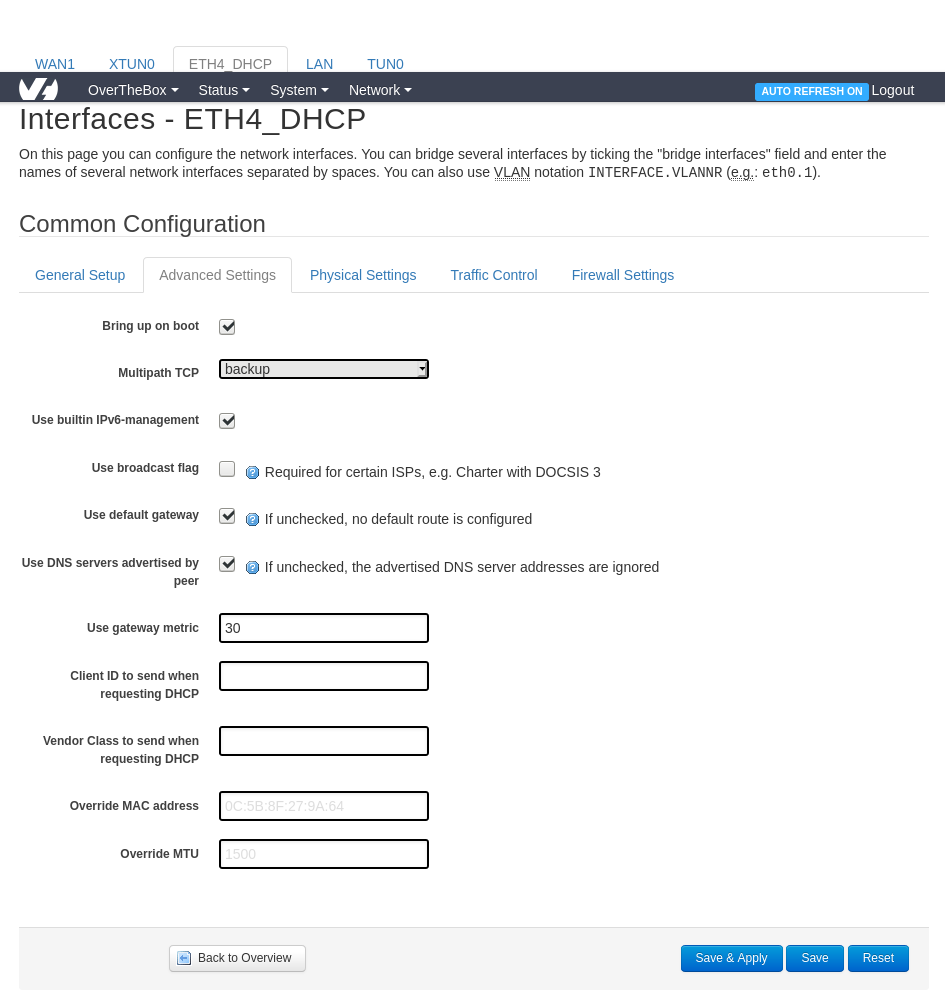 WAN1 XTUN0 ETH4_DHCP LAN TUN0
OverTheBox Status System Network AUTO REFRESH ON Logout
Interfaces - ETH4_DHCP
On this page you can configure the network interfaces. You can bridge several interfaces by ticking the "bridge interfaces" field and enter the
names of several network interfaces separated by spaces. You can also use VLAN notation INTERFACE.VLANNR (e.g.: eth0.1).
Common Configuration
General Setup Advanced Settings Physical Settings Traffic Control Firewall Settings
Bring up on boot
Multipath TCP backup
Use builtin IPv6-management
Use broadcast flag Required for certain ISPs, e.g. Charter with DOCSIS 3
Use default gateway If unchecked, no default route is configured
Use DNS servers advertised by If unchecked, the advertised DNS server addresses are ignored
peer
Use gateway metric 30
Client ID to send when
requesting DHCP
Vendor Class to send when
requesting DHCP
Override MAC address 0C:5B:8F:27:9A:64
Override MTU 1500
Back to Overview Save & Apply Save Reset